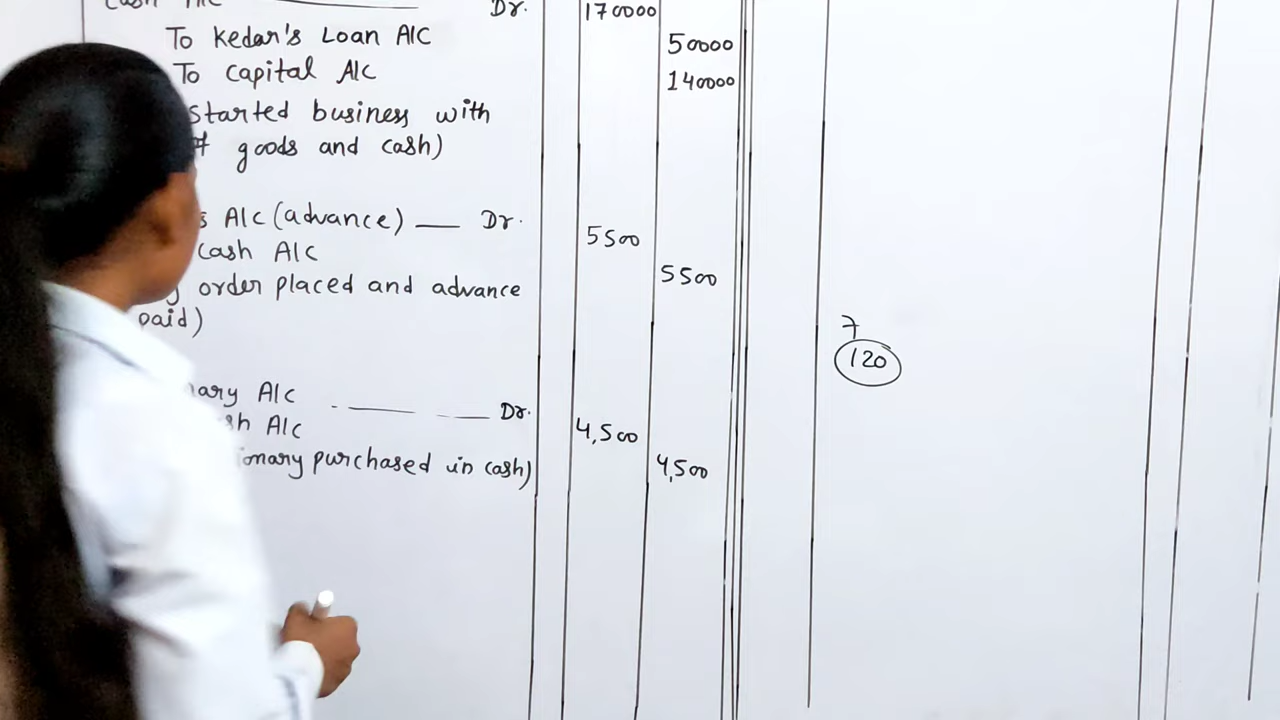 Cash A/c Dr. 170000
To Kedar's Loan A/C 50000
To Capital A/C 140000
started business with
goods and cash)
A/C (advance) Dr. 5500
Cash A/C 5500
order placed and advance
paid)
7
120
A/C Dr. 4,500
A/C 4,500
purchased in cash)